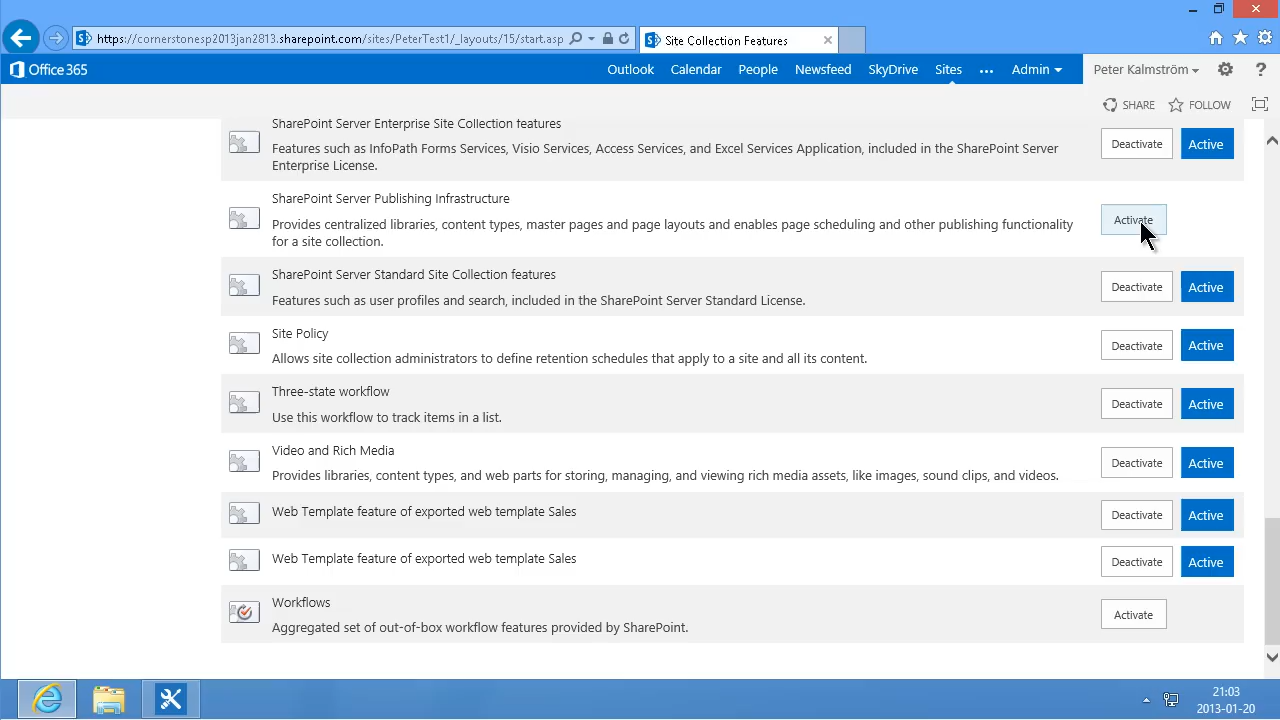 https://cornerstonesp2013jan2813.sharepoint.com/sites/PeterTest1/_layouts/15/start.asp
Site Collection Features
Office 365
Outlook Calendar People Newsfeed SkyDrive Sites ... Admin Peter Kalmström ?
SHARE FOLLOW
SharePoint Server Enterprise Site Collection features
Features such as InfoPath Forms Services, Visio Services, Access Services, and Excel Services Application, included in the SharePoint Server
Enterprise License.
Deactivate Active
SharePoint Server Publishing Infrastructure
Provides centralized libraries, content types, master pages and page layouts and enables page scheduling and other publishing functionality
for a site collection.
Activate
SharePoint Server Standard Site Collection features
Features such as user profiles and search, included in the SharePoint Server Standard License.
Deactivate Active
Site Policy
Allows site collection administrators to define retention schedules that apply to a site and all its content.
Deactivate Active
Three-state workflow
Use this workflow to track items in a list.
Deactivate Active
Video and Rich Media
Provides libraries, content types, and web parts for storing, managing, and viewing rich media assets, like images, sound clips, and videos.
Deactivate Active
Web Template feature of exported web template Sales
Deactivate Active
Web Template feature of exported web template Sales
Deactivate Active
Workflows
Aggregated set of out-of-box workflow features provided by SharePoint.
Activate
21:03
2013-01-20